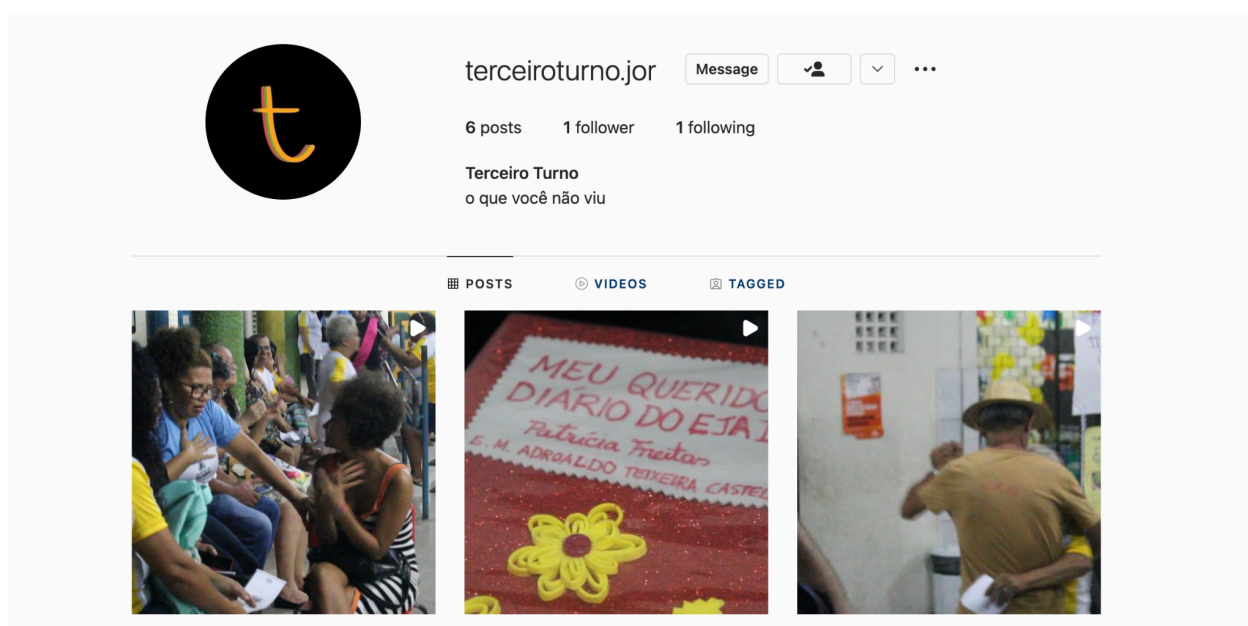 t
terceiroturno.jor
Message
6 posts
1 follower
1 following
Terceiro Turno
o que você não viu
POSTS
VIDEOS
TAGGED
MEU QUERIDO
DIÁRIO DO EJA
Patrícia Freitas
E. M. ADROALDO TEIXEIRA CASTEL